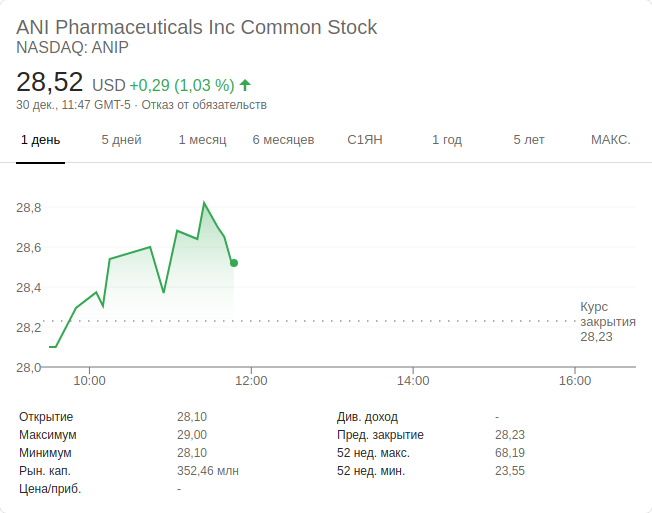 ANI Pharmaceuticals Inc Common Stock
NASDAQ: ANIP
28,52 USD +0,29 (1,03 %)
30 дек., 11:47 GMT-5 · Отказ от обязательств
1 день 5 дней 1 месяц 6 месяцев С1ЯН 1 год 5 лет МАКС.
28,8
28,6
28,4
28,2
28,0
Курс
закрытия
28,23
10:00 12:00 14:00 16:00
Открытие 28,10 Див. доход -
Максимум 29,00 Пред. закрытие 28,23
Минимум 28,10 52 нед. макс. 68,19
Рын. кап. 352,46 млн 52 нед. мин. 23,55
Цена/приб. -